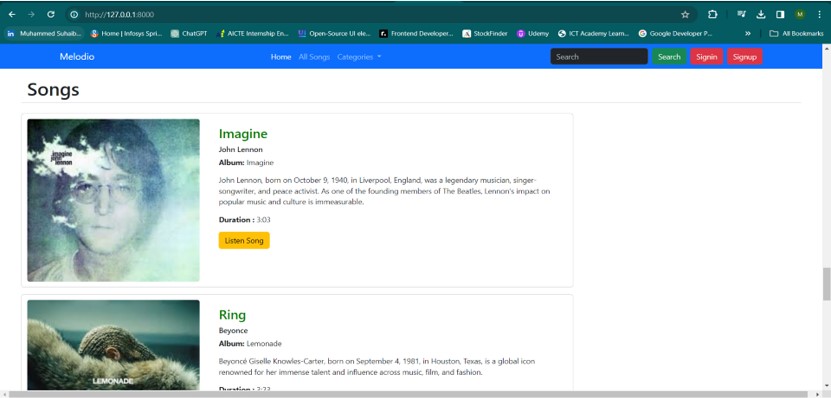 http://127.0.0.1:8000
Muhammed Suhaib... Home | Infosys Spri... ChatGPT AICTE Internship En... Open-Source UI ele... Frontend Developer... StockFinder Udemy ICT Academy Learn... Google Developer P... » All Bookmarks
Melodio Home All Songs Categories Search Search Signin Signup
Songs
Imagine
John Lennon
Album: Imagine
John Lennon, born on October 9, 1940, in Liverpool, England, was a legendary musician, singer-
songwriter, and peace activist. As one of the founding members of The Beatles, Lennon's impact on
popular music and culture is immeasurable.
Duration : 3:03
Listen Song
imagine
john
lennon
Ring
Beyonce
Album: Lemonade
Beyoncé Giselle Knowles-Carter, born on September 4, 1981, in Houston, Texas, is a global icon
renowned for her immense talent and influence across music, film, and fashion.
LEMONADE
Duration : 3:23